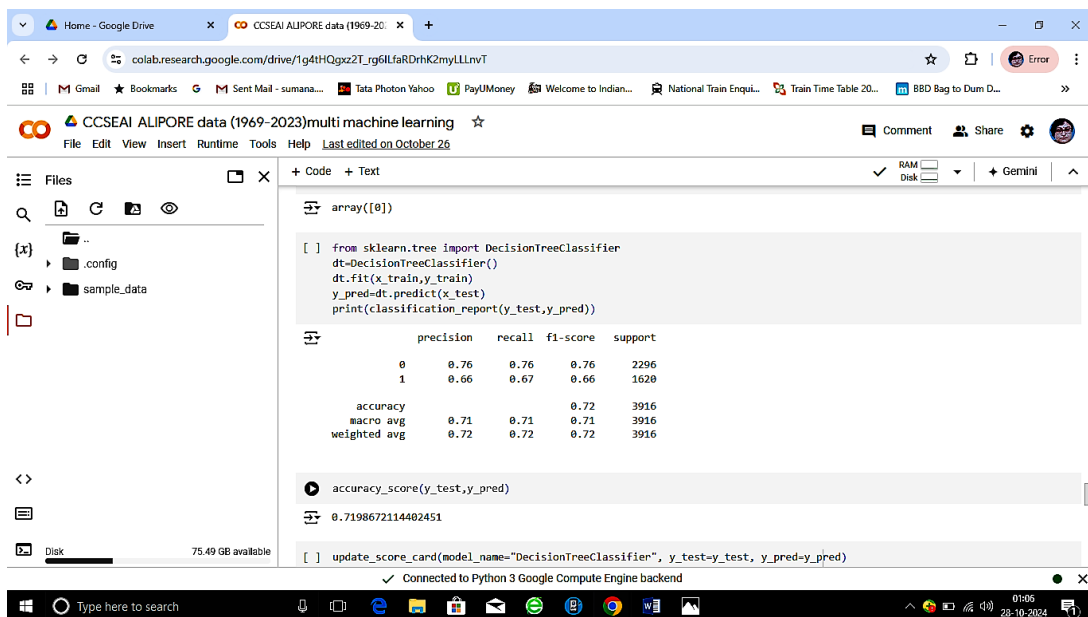 Home - Google Drive
CCSEAI ALIPORE data (1969-202
colab.research.google.com/drive/1g4tHQgxz2T_rg6ILfaRDrhK2myLLLnvT
Error
Gmail Bookmarks G Sent Mail - sumana.... Tata Photon Yahoo PayUMoney Welcome to Indian... National Train Enqui... Train Time Table 20... BBD Bag to Dum D... »
CCSEAI ALIPORE data (1969-2023)multi machine learning
Comment Share
File Edit View Insert Runtime Tools Help Last edited on October 26
Files
+ Code + Text
RAM
Disk
Gemini
..
.config
sample_data
{x}
array([0])
[ ] from sklearn.tree import DecisionTreeClassifier
dt=DecisionTreeClassifier()
dt.fit(x_train,y_train)
y_pred=dt.predict(x_test)
print(classification_report(y_test,y_pred))
precision recall f1-score support
0 0.76 0.76 0.76 2296
1 0.66 0.67 0.66 1620
accuracy 0.72 3916
macro avg 0.71 0.71 0.71 3916
weighted avg 0.72 0.72 0.72 3916
accuracy_score(y_test,y_pred)
0.7198672114402451
[ ] update_score_card(model_name="DecisionTreeClassifier", y_test=y_test, y_pred=y_pred)
Disk 75.49 GB available
Connected to Python 3 Google Compute Engine backend
Type here to search
01:06
28-10-2024
1